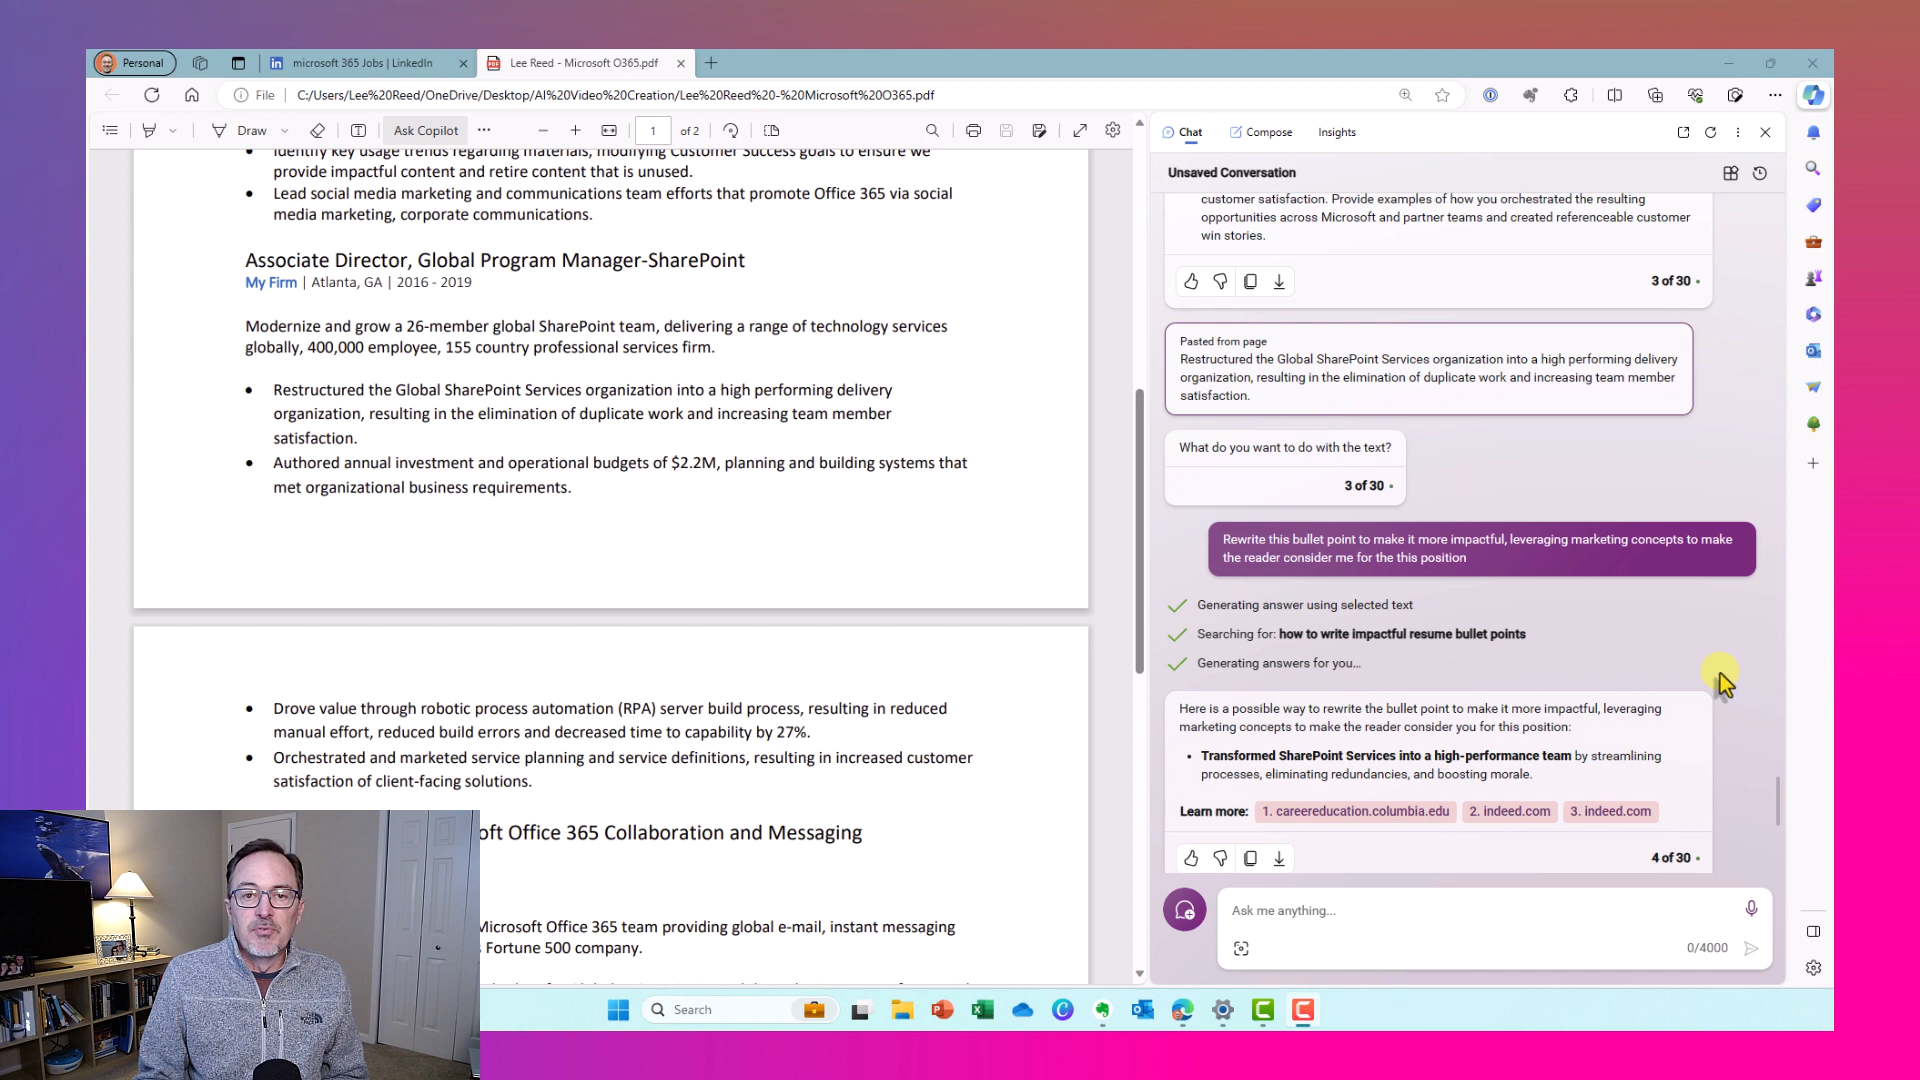 Personal
microsoft 365 Jobs | LinkedIn
Lee Reed - Microsoft O365.pdf
File
C:/Users/Lee%20Reed/OneDrive/Desktop/AI%20Video%20Creation/Lee%20Reed%20-%20Microsoft%20O365.pdf
Draw
Ask Copilot
1 of 2
Identify key usage trends regarding materials, modifying Customer Success goals to ensure we
provide impactful content and retire content that is unused.
• Lead social media marketing and communications team efforts that promote Office 365 via social
media marketing, corporate communications.
Associate Director, Global Program Manager-SharePoint
My Firm | Atlanta, GA | 2016 - 2019
Modernize and grow a 26-member global SharePoint team, delivering a range of technology services
globally, 400,000 employee, 155 country professional services firm.
• Restructured the Global SharePoint Services organization into a high performing delivery
organization, resulting in the elimination of duplicate work and increasing team member
satisfaction.
• Authored annual investment and operational budgets of $2.2M, planning and building systems that
met organizational business requirements.
• Drove value through robotic process automation (RPA) server build process, resulting in reduced
manual effort, reduced build errors and decreased time to capability by 27%.
• Orchestrated and marketed service planning and service definitions, resulting in increased customer
satisfaction of client-facing solutions.
oft Office 365 Collaboration and Messaging
Microsoft Office 365 team providing global e-mail, instant messaging
Fortune 500 company.
Chat
Compose
Insights
Unsaved Conversation
customer satisfaction. Provide examples of how you orchestrated the resulting
opportunities across Microsoft and partner teams and created referenceable customer
win stories.
3 of 30 •
Pasted from page
Restructured the Global SharePoint Services organization into a high performing delivery
organization, resulting in the elimination of duplicate work and increasing team member
satisfaction.
What do you want to do with the text?
3 of 30 •
Rewrite this bullet point to make it more impactful, leveraging marketing concepts to make
the reader consider me for the this position
Generating answer using selected text
Searching for: how to write impactful resume bullet points
Generating answers for you...
Here is a possible way to rewrite the bullet point to make it more impactful, leveraging
marketing concepts to make the reader consider you for this position:
• Transformed SharePoint Services into a high-performance team by streamlining
processes, eliminating redundancies, and boosting morale.
Learn more: 1. careereducation.columbia.edu 2. indeed.com 3. indeed.com
4 of 30 •
Ask me anything...
0/4000
Search